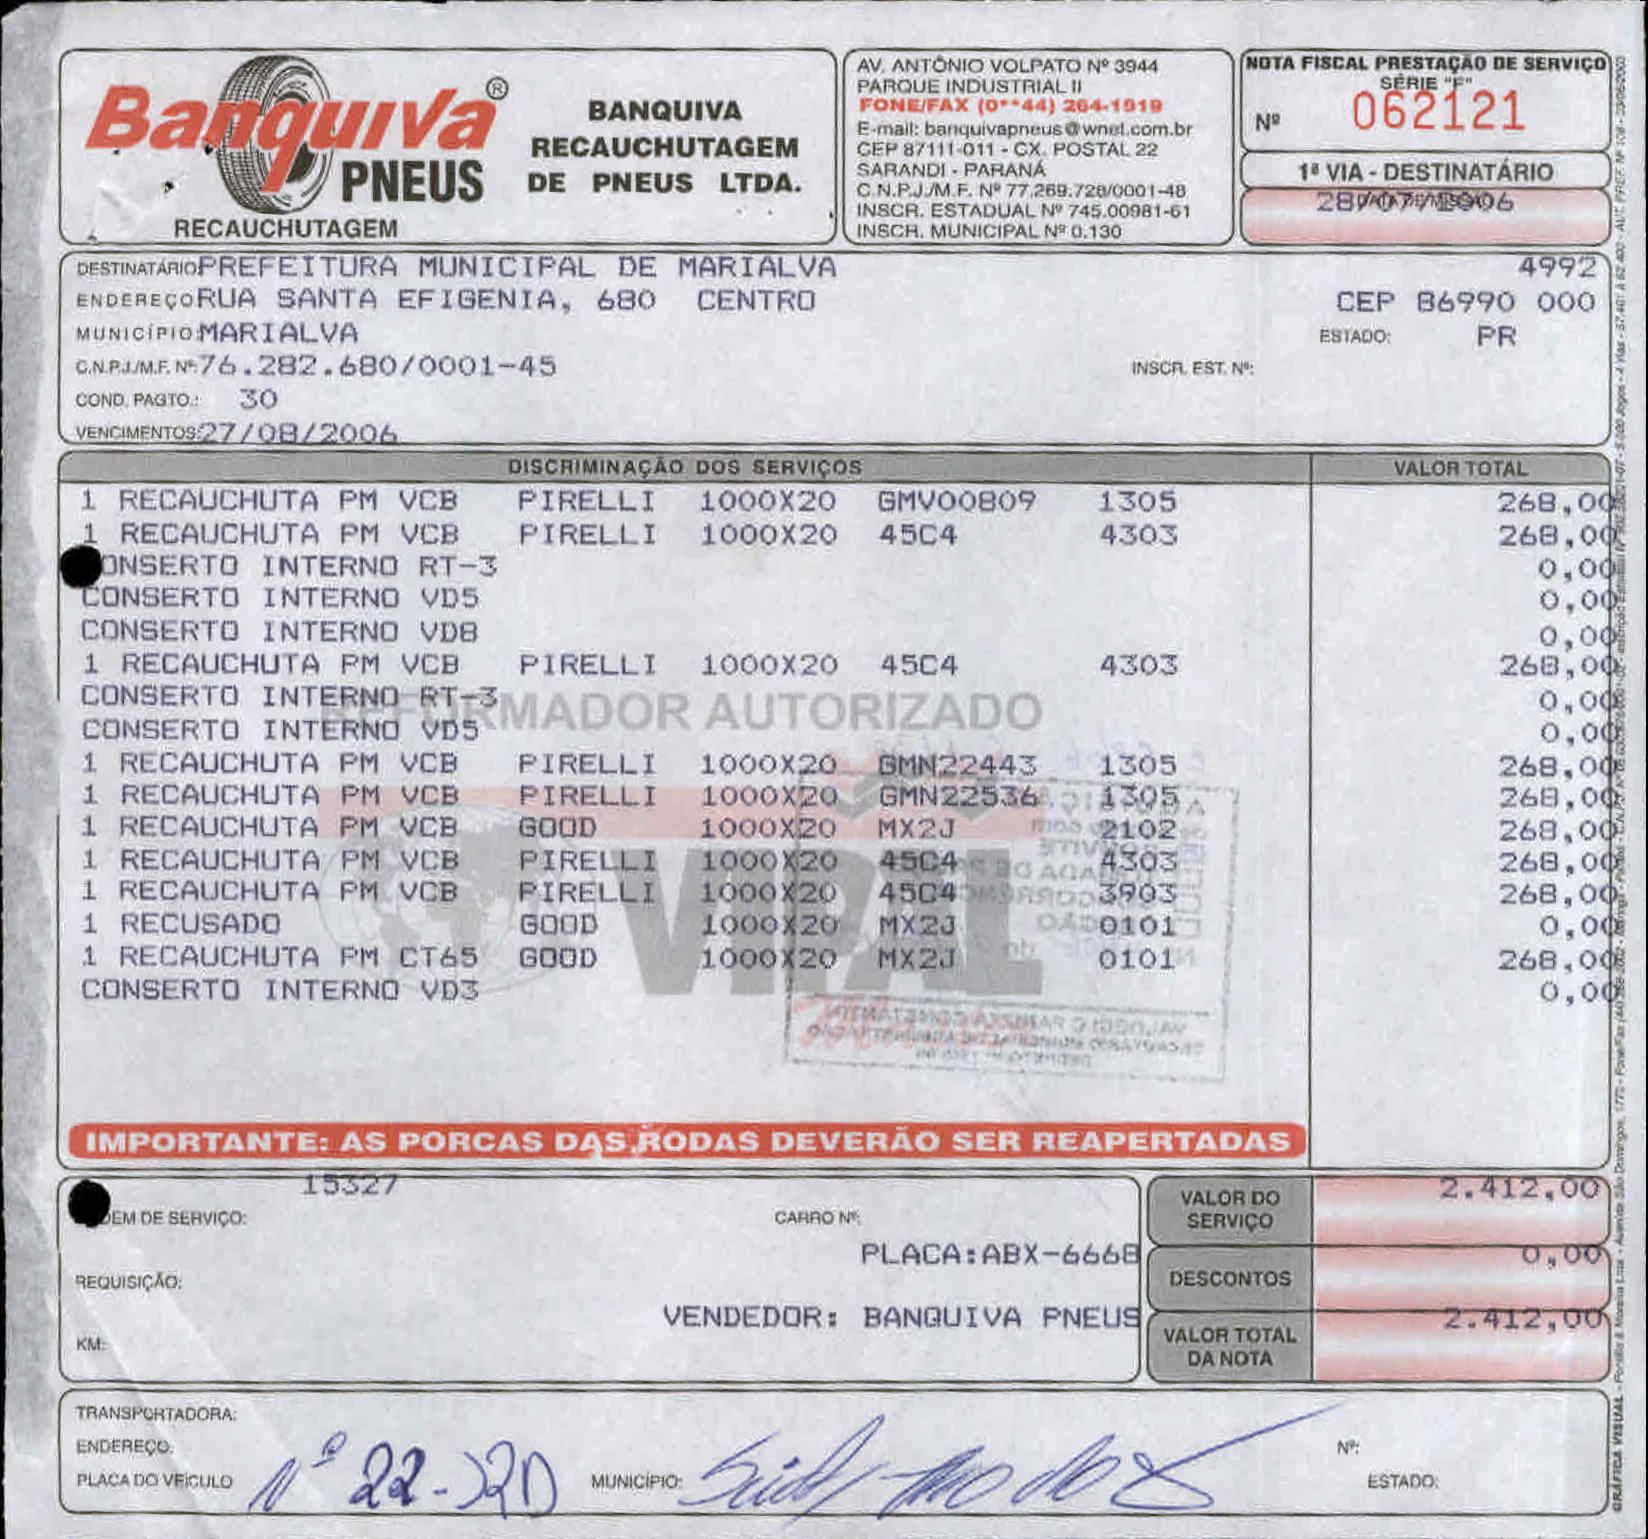 Banquiva®
PNEUS
RECAUCHUTAGEM
BANQUIVA
RECAUCHUTAGEM
DE PNEUS LTDA.
AV. ANTÔNIO VOLPATO Nº 3944
PARQUE INDUSTRIAL II
FONE/FAX (0**44) 264-1919
E-mail: banquivapneus@wnet.com.br
CEP 87111-011 - CX. POSTAL 22
SARANDI - PARANÁ
C.N.P.J./M.F. Nº 77.269.728/0001-48
INSCR. ESTADUAL Nº 745.00981-61
INSCR. MUNICIPAL Nº 0.130
NOTA FISCAL PRESTAÇÃO DE SERVIÇO
SÉRIE "F"
Nº 062121
1ª VIA - DESTINATÁRIO
28/07/2006
DESTINATÁRIO PREFEITURA MUNICIPAL DE MARIALVA 4992
ENDEREÇO RUA SANTA EFIGENIA, 680 CENTRO CEP 86990 000
MUNICÍPIO: MARIALVA ESTADO: PR
C.N.P.J./M.F. Nº: 76.282.680/0001-45 INSCR. EST. Nº:
COND. PAGTO.: 30
VENCIMENTOS: 27/08/2006
DISCRIMINAÇÃO DOS SERVIÇOS VALOR TOTAL
1 RECAUCHUTA PM VCB PIRELLI 1000X20 GMV00809 1305 268,00
1 RECAUCHUTA PM VCB PIRELLI 1000X20 45C4 4303 268,00
ONSERTO INTERNO RT-3 0,00
CONSERTO INTERNO VD5 0,00
CONSERTO INTERNO VD8 0,00
1 RECAUCHUTA PM VCB PIRELLI 1000X20 45C4 4303 268,00
CONSERTO INTERNO RT-3 0,00
REFORMADOR AUTORIZADO
CONSERTO INTERNO VD5 0,00
1 RECAUCHUTA PM VCB PIRELLI 1000X20 GMN22443 1305 268,00
1 RECAUCHUTA PM VCB PIRELLI 1000X20 GMN22536 1305 268,00
1 RECAUCHUTA PM VCB GOOD 1000X20 MX2J 2102 268,00
1 RECAUCHUTA PM VCB PIRELLI 1000X20 45C4 4303 268,00
1 RECAUCHUTA PM VCB PIRELLI 1000X20 45C4 3903 268,00
VIPAL
1 RECUSADO GOOD 1000X20 MX2J 0101 0,00
1 RECAUCHUTA PM CT65 GOOD 1000X20 MX2J 0101 268,00
CONSERTO INTERNO VD3 0,00
IMPORTANTE: AS PORCAS DAS RODAS DEVERÃO SER REAPERTADAS
15327
DEM DE SERVIÇO: CARRO Nº:
VALOR DO SERVIÇO 2.412,00
PLACA:ABX-6668
REQUISIÇÃO:
DESCONTOS 0,00
VENDEDOR: BANQUIVA PNEUS
KM:
VALOR TOTAL DA NOTA 2.412,00
TRANSPORTADORA:
ENDEREÇO: Nº:
PLACA DO VEÍCULO Nº 22 MUNICÍPIO: ESTADO:
GRÁFICA VISUAL